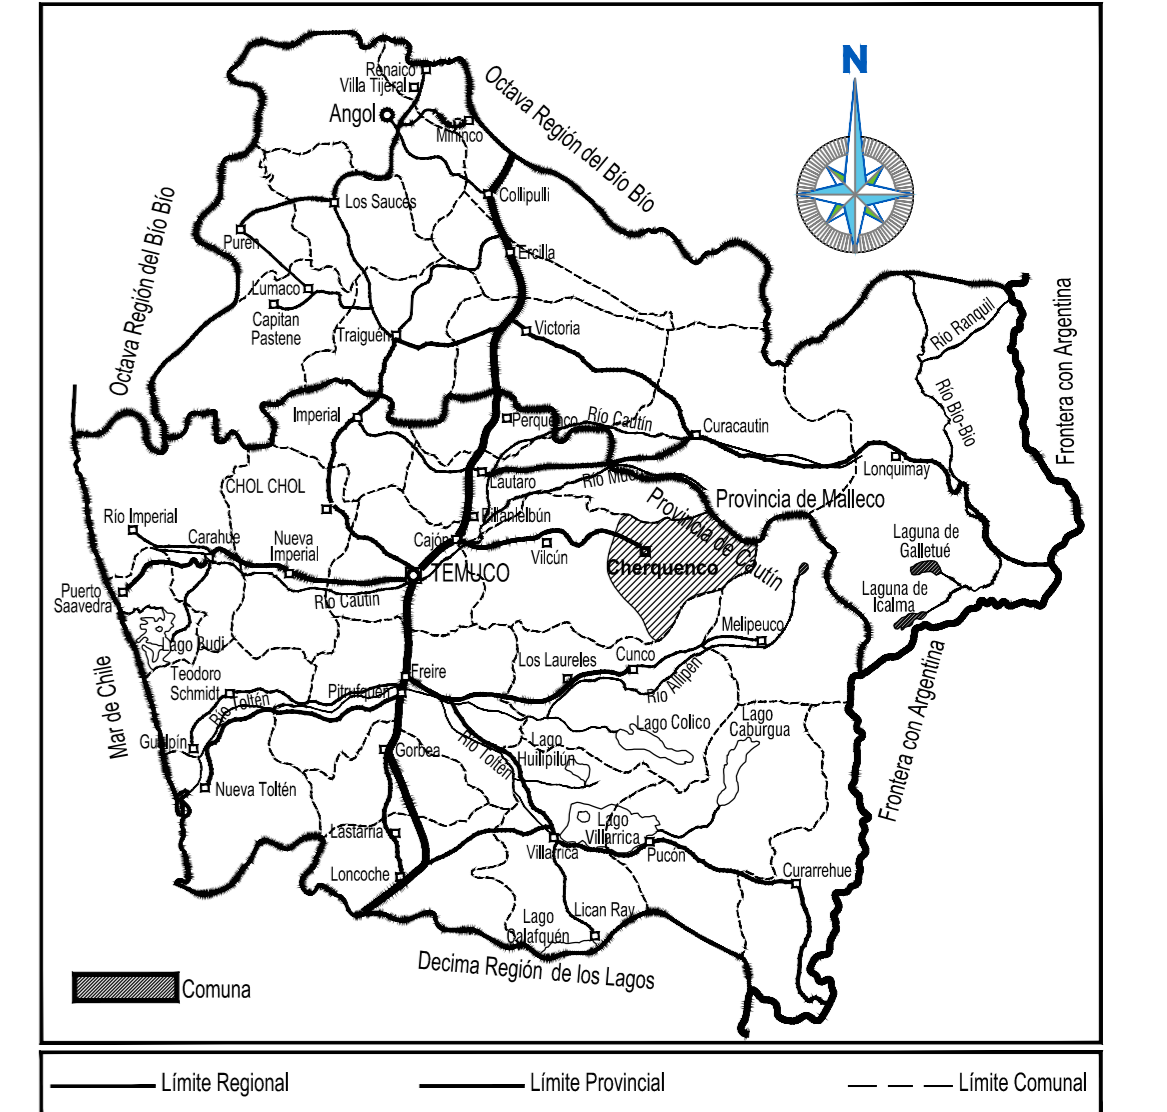 N
Renaico
Villa Tijeral
Angol
Mininco
Octava Región del Bío Bío
Octava Región del Bío Bío
Collipulli
Los Sauces
Puren
Ercilla
Lumaco
Capitan
Pastene
Traiguen
Victoria
Río Ranquil
Frontera con Argentina
Río Bío-Bío
Imperial
Perquenco
Río Cautín
Curacautin
Lonquimay
CHOL CHOL
Lautaro
Río Muco
Provincia de Malleco
Provincia de Cautín
Río Imperial
Carahue
Nueva
Imperial
Pillanlelbún
Cajón
Vilcún
Cherquenco
Laguna de
Galletué
Laguna de
Icalma
TEMUCO
Puerto
Saavedra
Río Cautín
Lago Budi
Melipeuco
Mar de Chile
Teodoro
Schmidt
Freire
Pitrufquén
Los Laureles
Cunco
Río Allipén
Río Toltén
Gualpín
Nueva Toltén
Gorbea
Río Toltén
Lago
Huilipilún
Lago Colico
Lago
Caburgua
Frontera con Argentina
Lastarria
Loncoche
Lago
Villarrica
Villarrica
Pucón
Curarrehue
Lican Ray
Lago
Calafquén
Decima Región de los Lagos
Comuna
Límite Regional
Límite Provincial
Límite Comunal